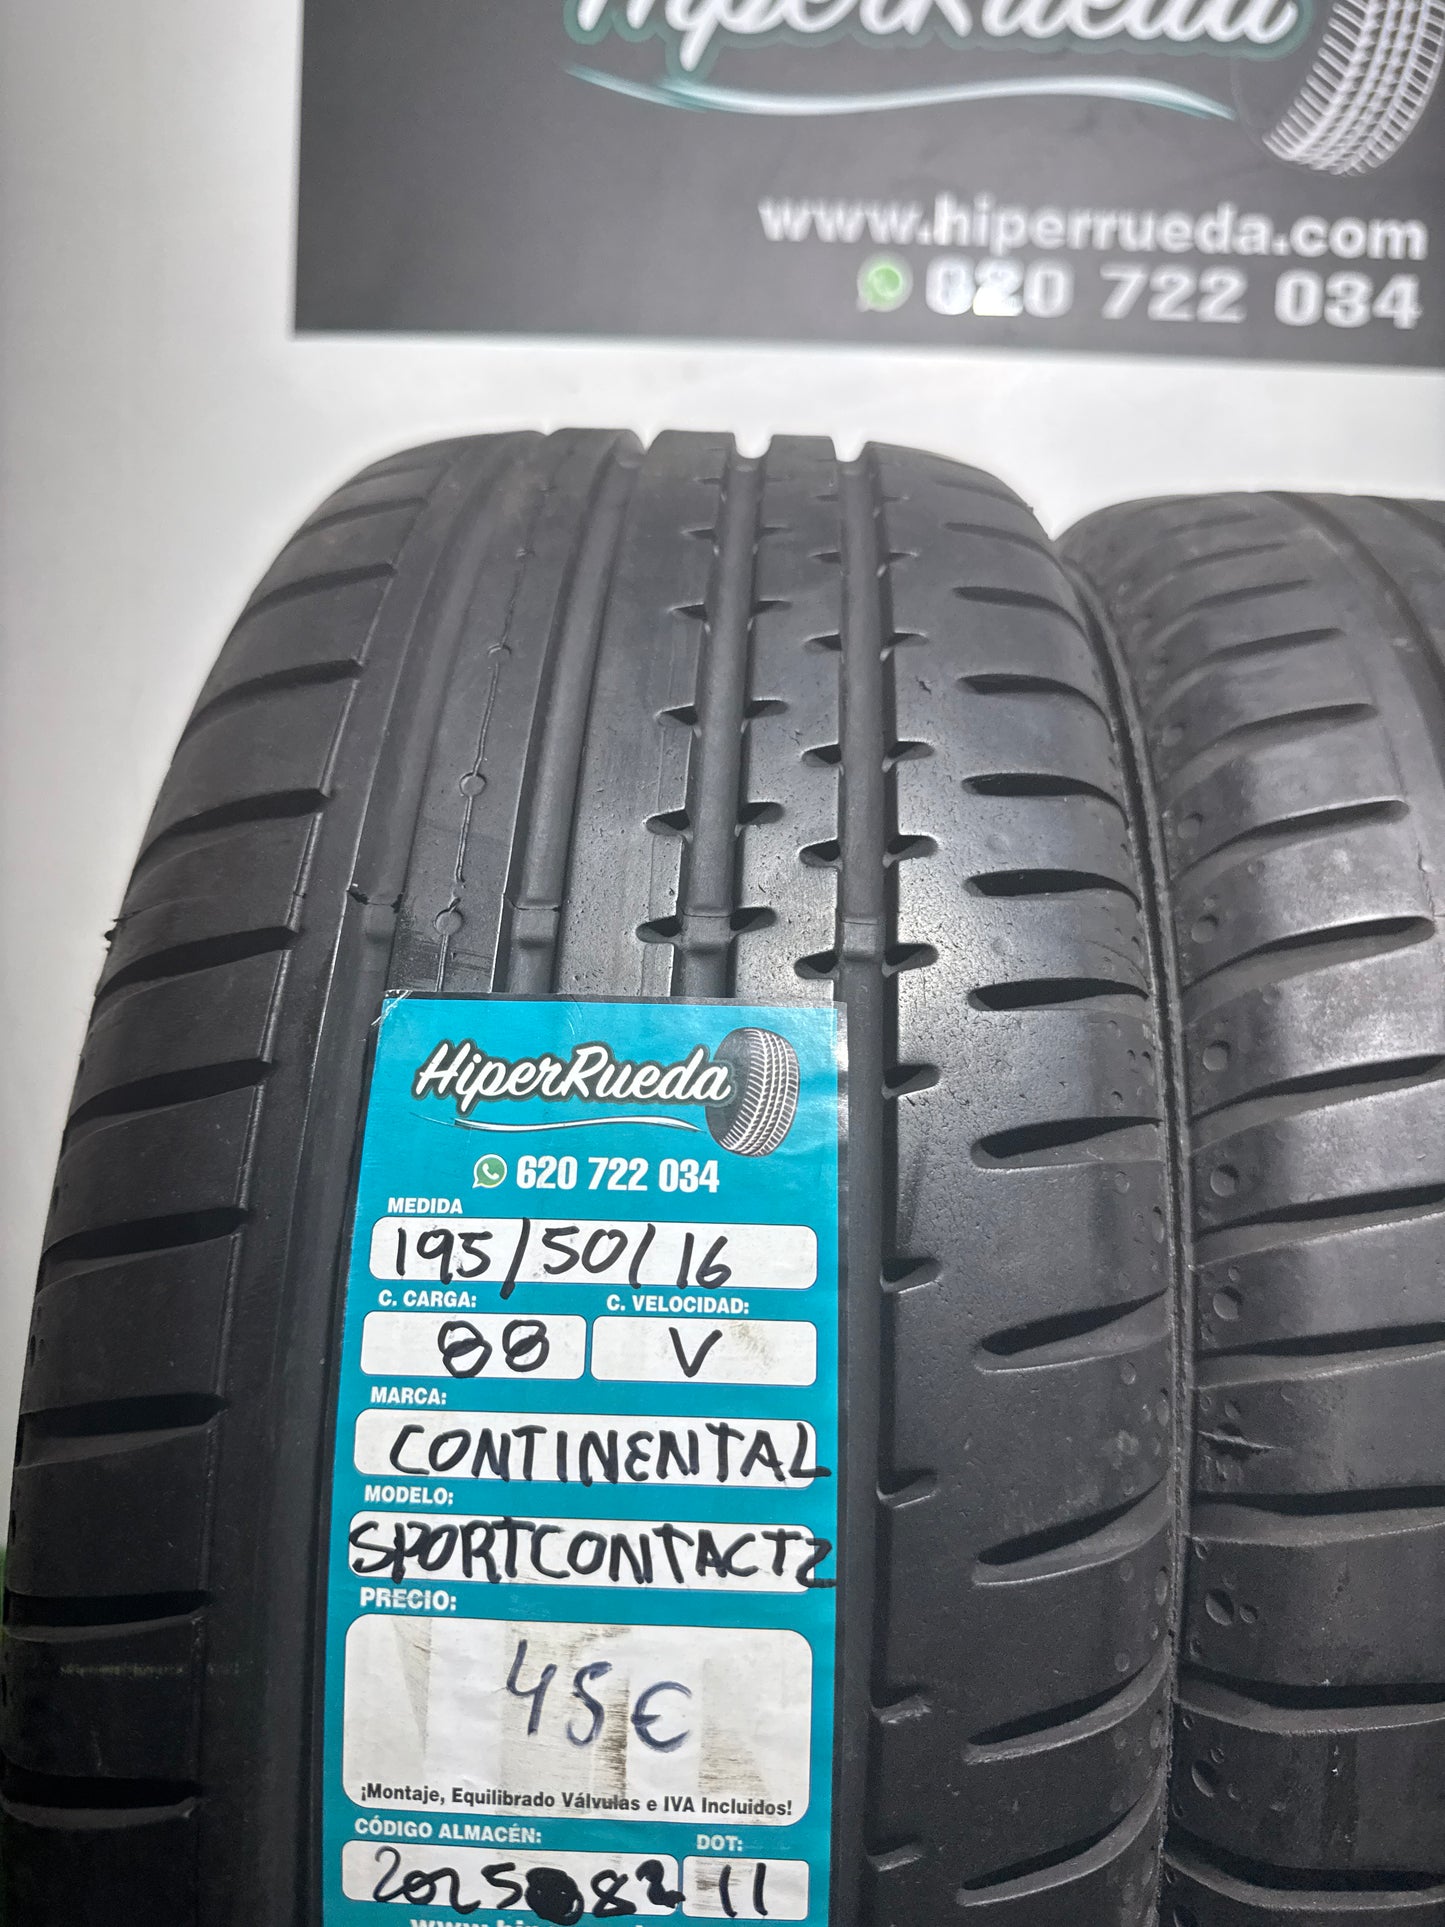 HiperRueda
www.hiperrueda.com
620 722 034
HiperRueda
620 722 034
MEDIDA
195/50/16
C. CARGA: C. VELOCIDAD:
88 V
MARCA:
CONTINENTAL
MODELO:
SPORTCONTACT2
PRECIO:
45€
¡Montaje, Equilibrado Válvulas e IVA Incluidos!
CÓDIGO ALMACÉN: DOT:
11